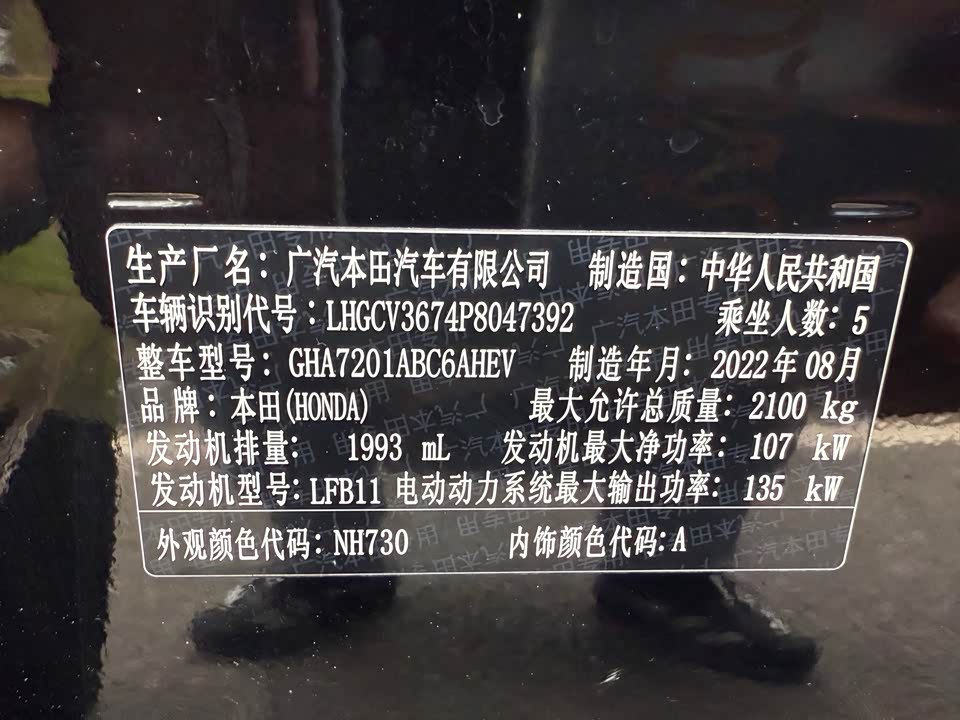 生产厂名：广汽本田汽车有限公司 制造国：中华人民共和国
车辆识别代号：LHGCV3674P8047392 乘坐人数：5
整车型号：GHA7201ABC6AHEV 制造年月：2022年08月
品牌：本田(HONDA) 最大允许总质量：2100 kg
发动机排量： 1993 mL 发动机最大净功率：107 kW
发动机型号：LFB11 电动动力系统最大输出功率：135 kW
外观颜色代码：NH730 内饰颜色代码：A